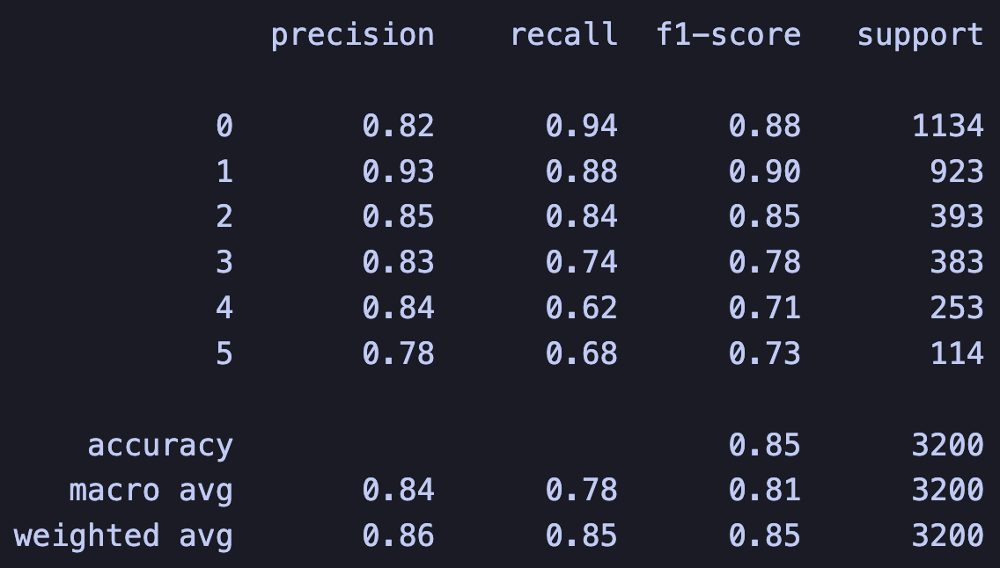 precision recall f1-score support
0 0.82 0.94 0.88 1134
1 0.93 0.88 0.90 923
2 0.85 0.84 0.85 393
3 0.83 0.74 0.78 383
4 0.84 0.62 0.71 253
5 0.78 0.68 0.73 114
accuracy 0.85 3200
macro avg 0.84 0.78 0.81 3200
weighted avg 0.86 0.85 0.85 3200